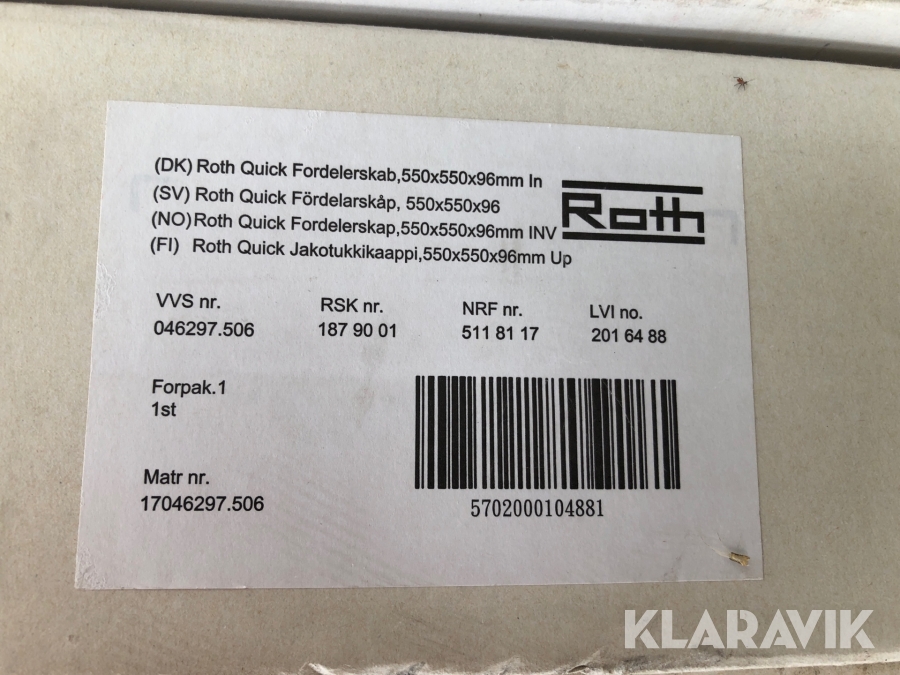 (DK) Roth Quick Fordelerskab,550x550x96mm In
(SV) Roth Quick Fördelarskåp, 550x550x96
(NO) Roth Quick Fordelerskap,550x550x96mm INV
(FI) Roth Quick Jakotukkikaappi,550x550x96mm Up
Roth
VVS nr. RSK nr. NRF nr. LVI no.
046297.506 187 90 01 511 81 17 201 64 88
Forpak.1
1st
Matr nr.
17046297.506
5702000104881
KLARAVIK